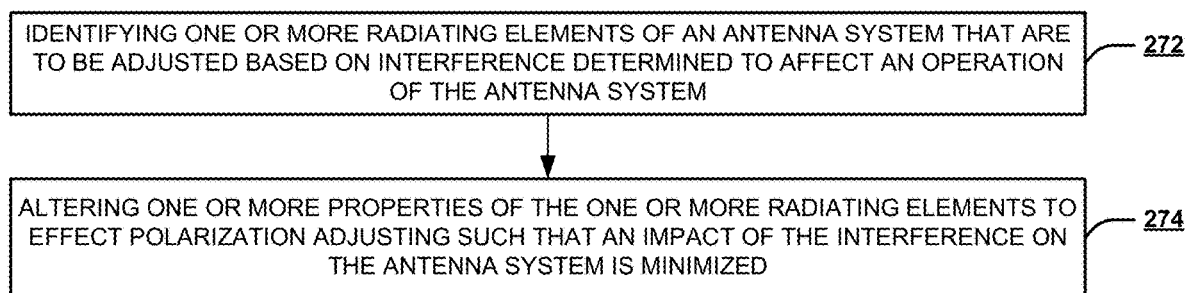 IDENTIFYING ONE OR MORE RADIATING ELEMENTS OF AN ANTENNA SYSTEM THAT ARE
TO BE ADJUSTED BASED ON INTERFERENCE DETERMINED TO AFFECT AN OPERATION
OF THE ANTENNA SYSTEM
272
ALTERING ONE OR MORE PROPERTIES OF THE ONE OR MORE RADIATING ELEMENTS TO
EFFECT POLARIZATION ADJUSTING SUCH THAT AN IMPACT OF THE INTERFERENCE ON
THE ANTENNA SYSTEM IS MINIMIZED
274